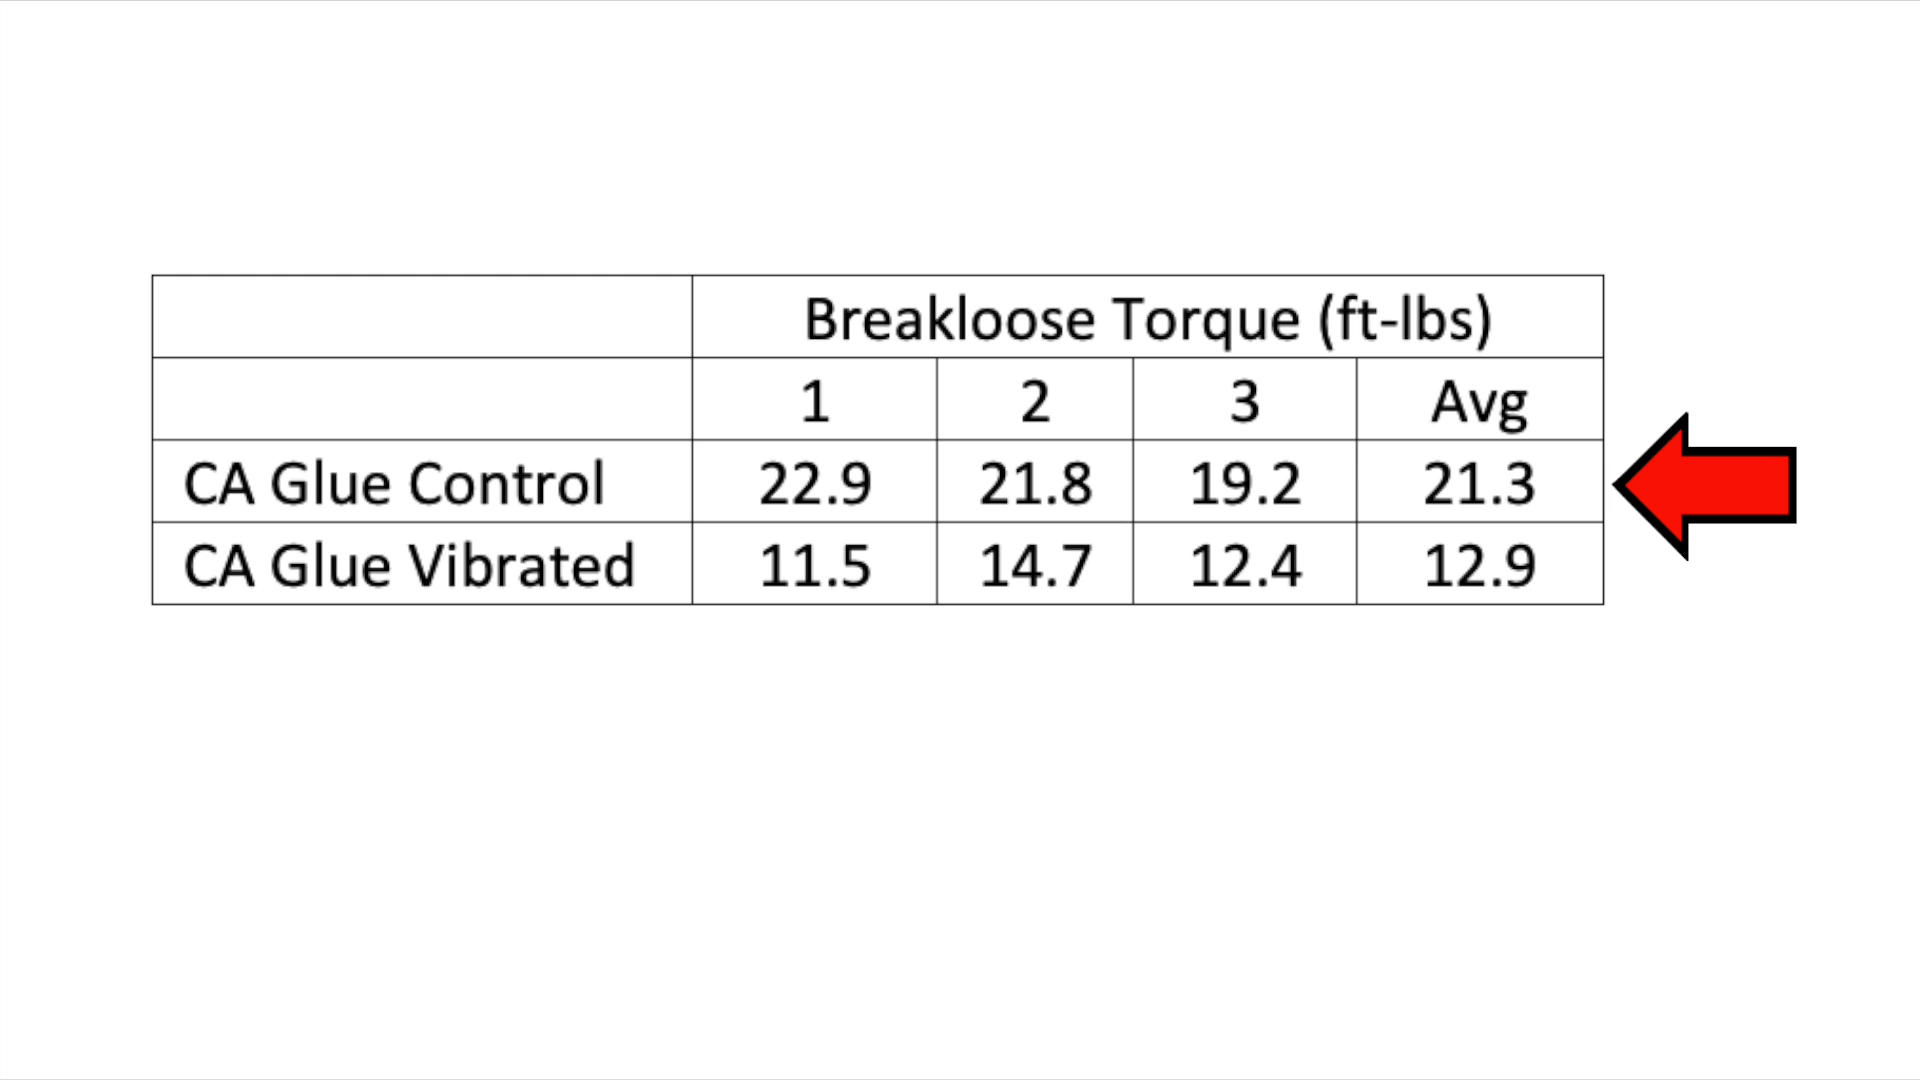 Breakloose Torque (ft-lbs)
1 2 3 Avg
CA Glue Control 22.9 21.8 19.2 21.3
CA Glue Vibrated 11.5 14.7 12.4 12.9